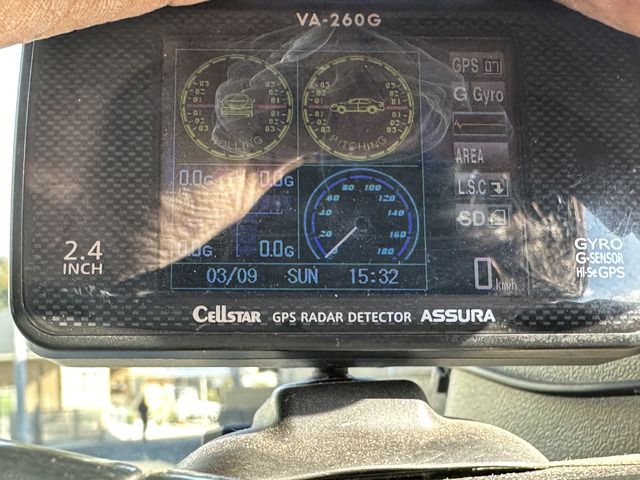 VA-260G
GPS 07
G Gyro
ROLLING
PITCHING
AREA
0.0G 0.0G
L.S.C
SD
0.0G 0.0G
0 20 40 60 80 100 120 140 160 180
2.4
INCH
GYRO
G-SENSOR
Hi-Se GPS
0 km/h
03/09 SUN 15:32
CELLSTAR GPS RADAR DETECTOR ASSURA